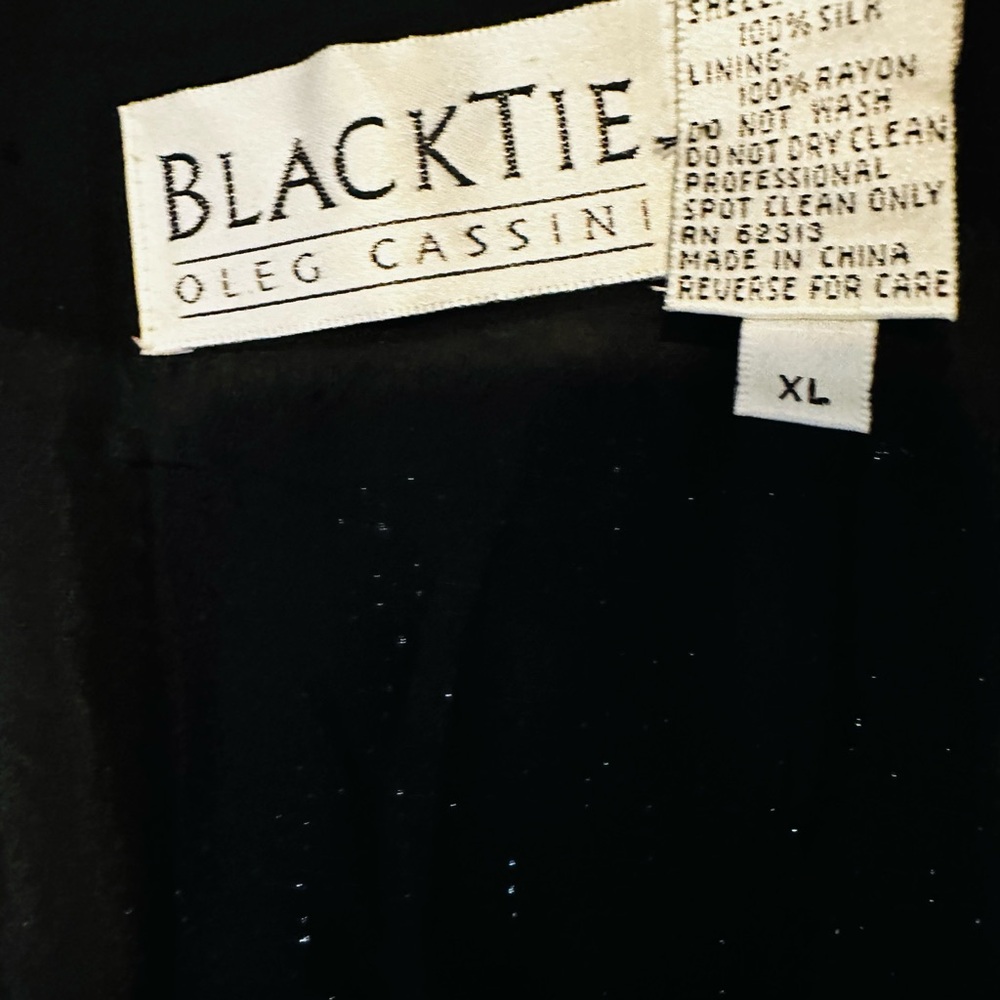 BLACKTIE
OLEG CASSINI
SHELL:
100% SILK
LINING:
100% RAYON
DO NOT WASH
DO NOT DRY CLEAN
PROFESSIONAL
SPOT CLEAN ONLY
RN 62313
MADE IN CHINA
REVERSE FOR CARE
XL